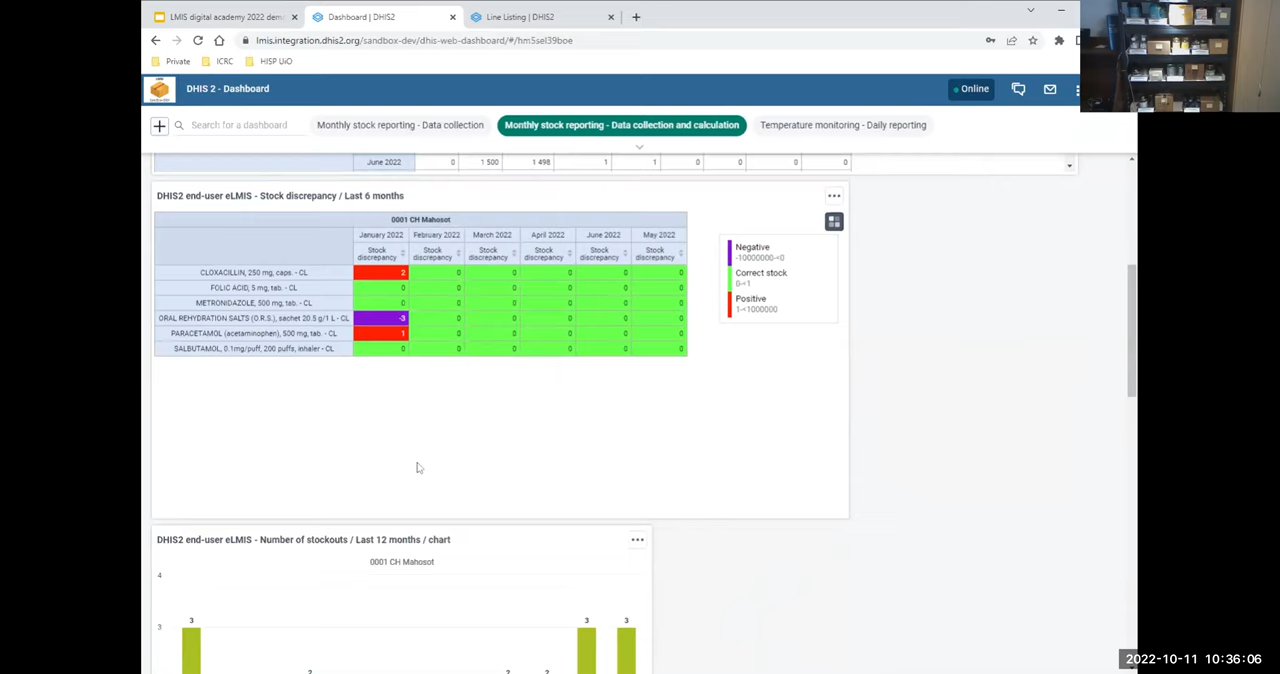 LMIS digital academy 2022 dem
Dashboard | DHIS2
Line Listing | DHIS2
lmis.integration.dhis2.org/sandbox-dev/dhis-web-dashboard/#/hm5sel39boe
Private
ICRC
HISP UiO
DHIS 2 - Dashboard
Online
Search for a dashboard
Monthly stock reporting - Data collection
Monthly stock reporting - Data collection and calculation
Temperature monitoring - Daily reporting
June 2022 0 1 500 1 498 1 1 0 0 0 0
DHIS2 end-user eLMIS - Stock discrepancy / Last 6 months
0001 CH Mahosot
January 2022 February 2022 March 2022 April 2022 June 2022 May 2022
Stock discrepancy Stock discrepancy Stock discrepancy Stock discrepancy Stock discrepancy Stock discrepancy
CLOXACILLIN, 250 mg, caps. - CL 2 0 0 0 0 0
FOLIC ACID, 5 mg, tab. - CL 0 0 0 0 0 0
METRONIDAZOLE, 500 mg, tab. - CL 0 0 0 0 0 0
ORAL REHYDRATION SALTS (O.R.S.), sachet 20.5 g/1 L - CL -3 0 0 0 0 0
PARACETAMOL (acetaminophen), 500 mg, tab. - CL 1 0 0 0 0 0
SALBUTAMOL, 0.1mg/puff, 200 puffs, inhaler - CL 0 0 0 0 0 0
Negative
-10000000-<0
Correct stock
0-<1
Positive
1-<1000000
DHIS2 end-user eLMIS - Number of stockouts / Last 12 months / chart
0001 CH Mahosot
4
3
3
3
3
2
2
2
2022-10-11 10:36:06